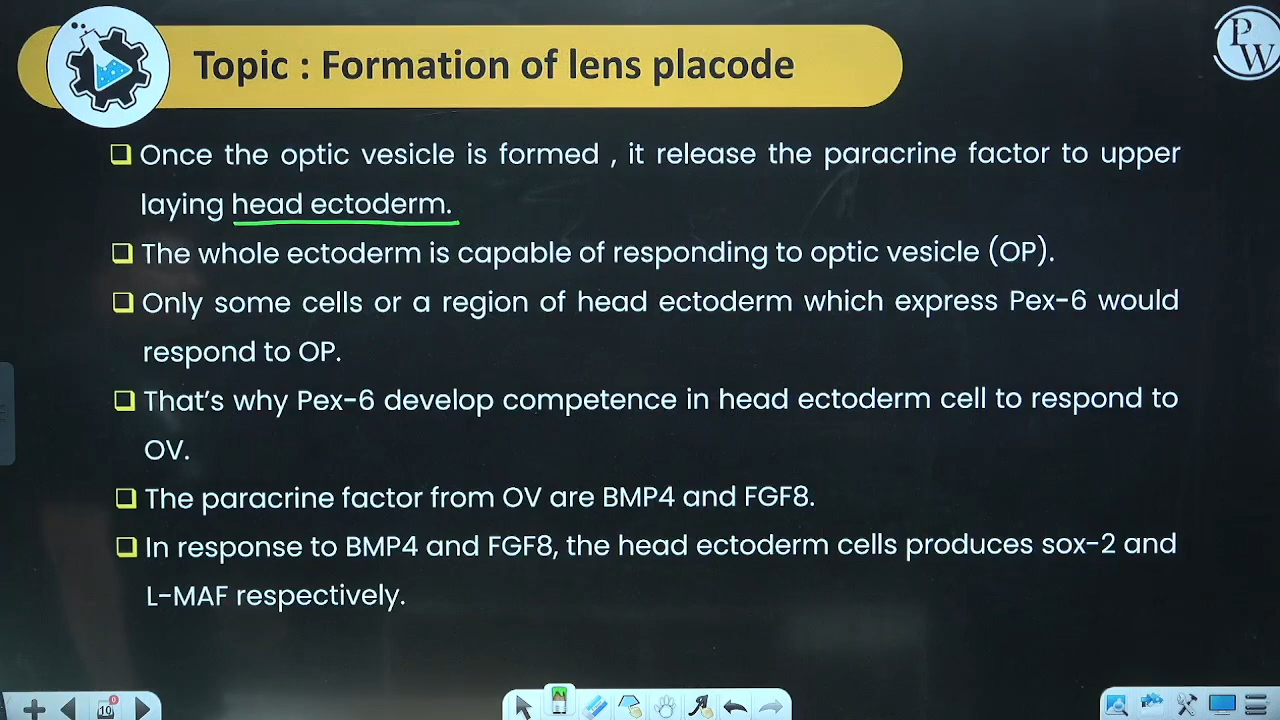 Topic : Formation of lens placode
PW
Once the optic vesicle is formed , it release the paracrine factor to upper
laying head ectoderm.
The whole ectoderm is capable of responding to optic vesicle (OP).
Only some cells or a region of head ectoderm which express Pex-6 would
respond to OP.
That's why Pex-6 develop competence in head ectoderm cell to respond to
OV.
The paracrine factor from OV are BMP4 and FGF8.
In response to BMP4 and FGF8, the head ectoderm cells produces sox-2 and
L-MAF respectively.
10